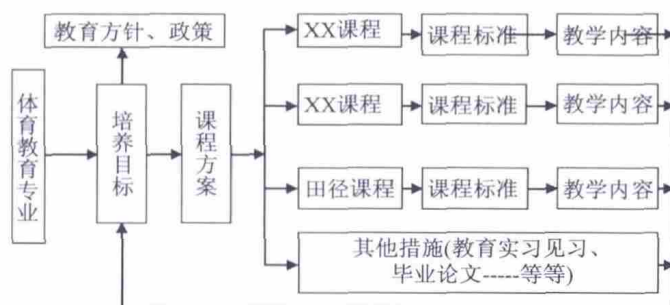 教育方针、政策
体育教育专业
培养目标
课程方案
XX课程
课程标准
教学内容
XX课程
课程标准
教学内容
田径课程
课程标准
教学内容
其他措施(教育实习见习、
毕业论文-----等等)